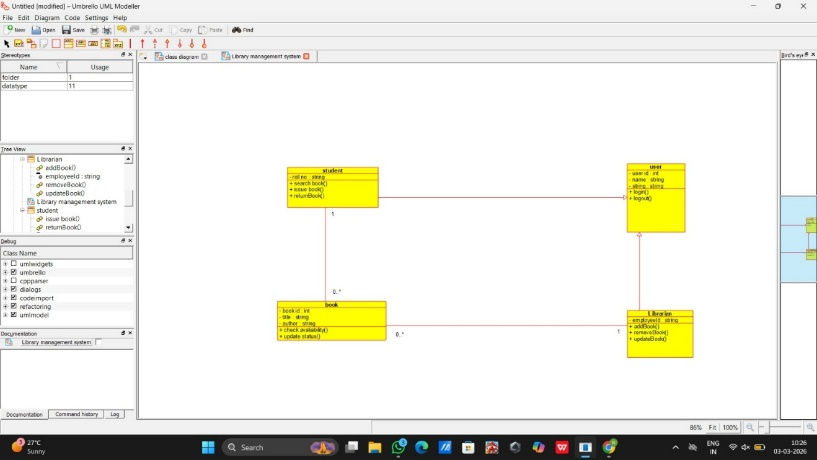 Untitled [modified] - Umbrello UML Modeller
File Edit Diagram Code Settings Help
New Open Save Cut Copy Paste Find
Stereotypes
Name Usage
folder 1
datatype 11
Tree View
Librarian
addBook()
employeeId : string
removeBook()
updateBook()
Library management system
student
issue book()
returnBook()
Debug
Class Name
umlwidgets
umbrello
cppparser
dialogs
codeimport
refactoring
umlmodel
Documentation
Library management system
Documentation Command history Log
class diagram Library management system
student
- roll no : string
+ search book()
+ issue book()
+ returnBook()
user
- user id : int
- name : string
- string : string
+ login()
+ logout()
1
0..*
book
- book id : int
- title : string
- author : string
+ check availability()
+ update status()
0..*
1
Librarian
- employeeId : string
+ addBook()
+ removeBook()
+ updateBook()
Bird's eye
86% Fit 100%
27°C
Sunny
Search
ENG
IN
10:26
03-03-2026